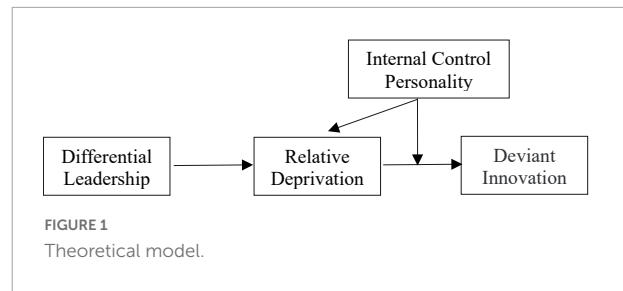 Internal Control
Personality
Differential
Leadership
Relative
Deprivation
Deviant
Innovation
FIGURE 1
Theoretical model.